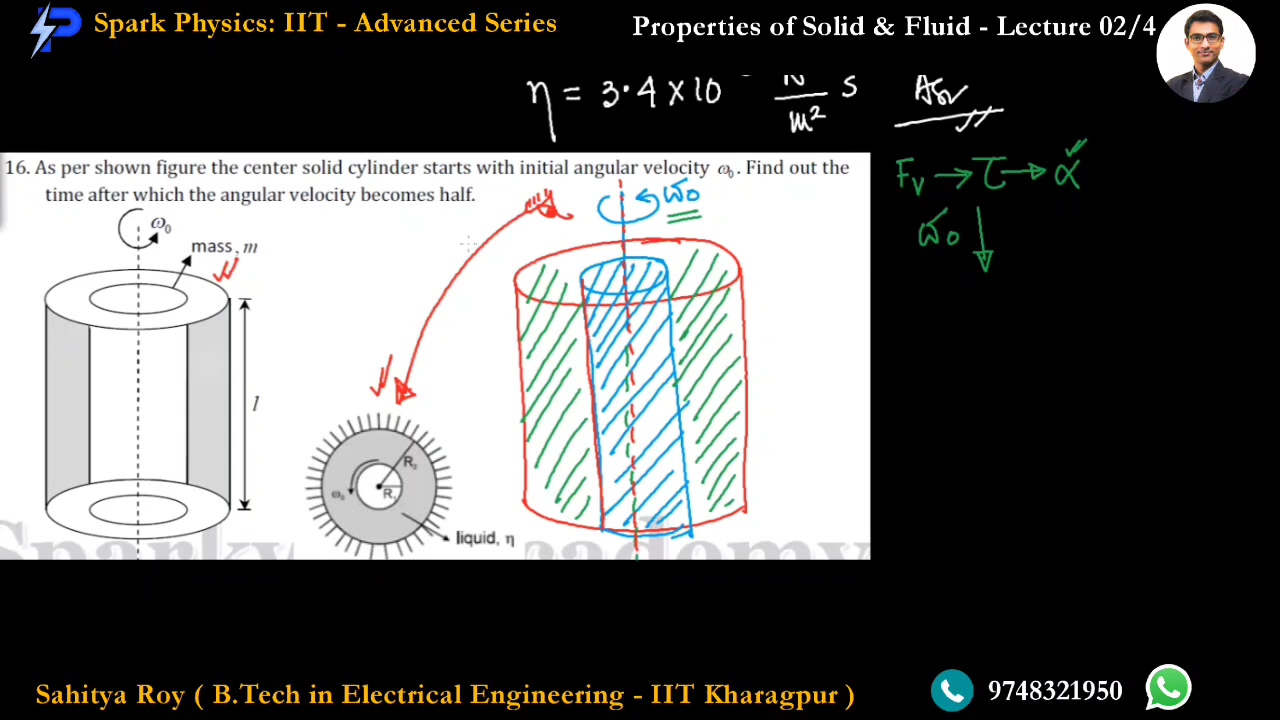 Spark Physics: IIT - Advanced Series
Properties of Solid & Fluid - Lecture 02/4
η = 3.4 × 10 N/m² s Ans
16. As per shown figure the center solid cylinder starts with initial angular velocity ω₀. Find out the
time after which the angular velocity becomes half.
Fᵥ → τ → α
ω₀ ↓
ω₀
ω₀
mass, m
l
R₂
ω₀
R₁
liquid, η
Sahitya Roy ( B.Tech in Electrical Engineering - IIT Kharagpur )
9748321950